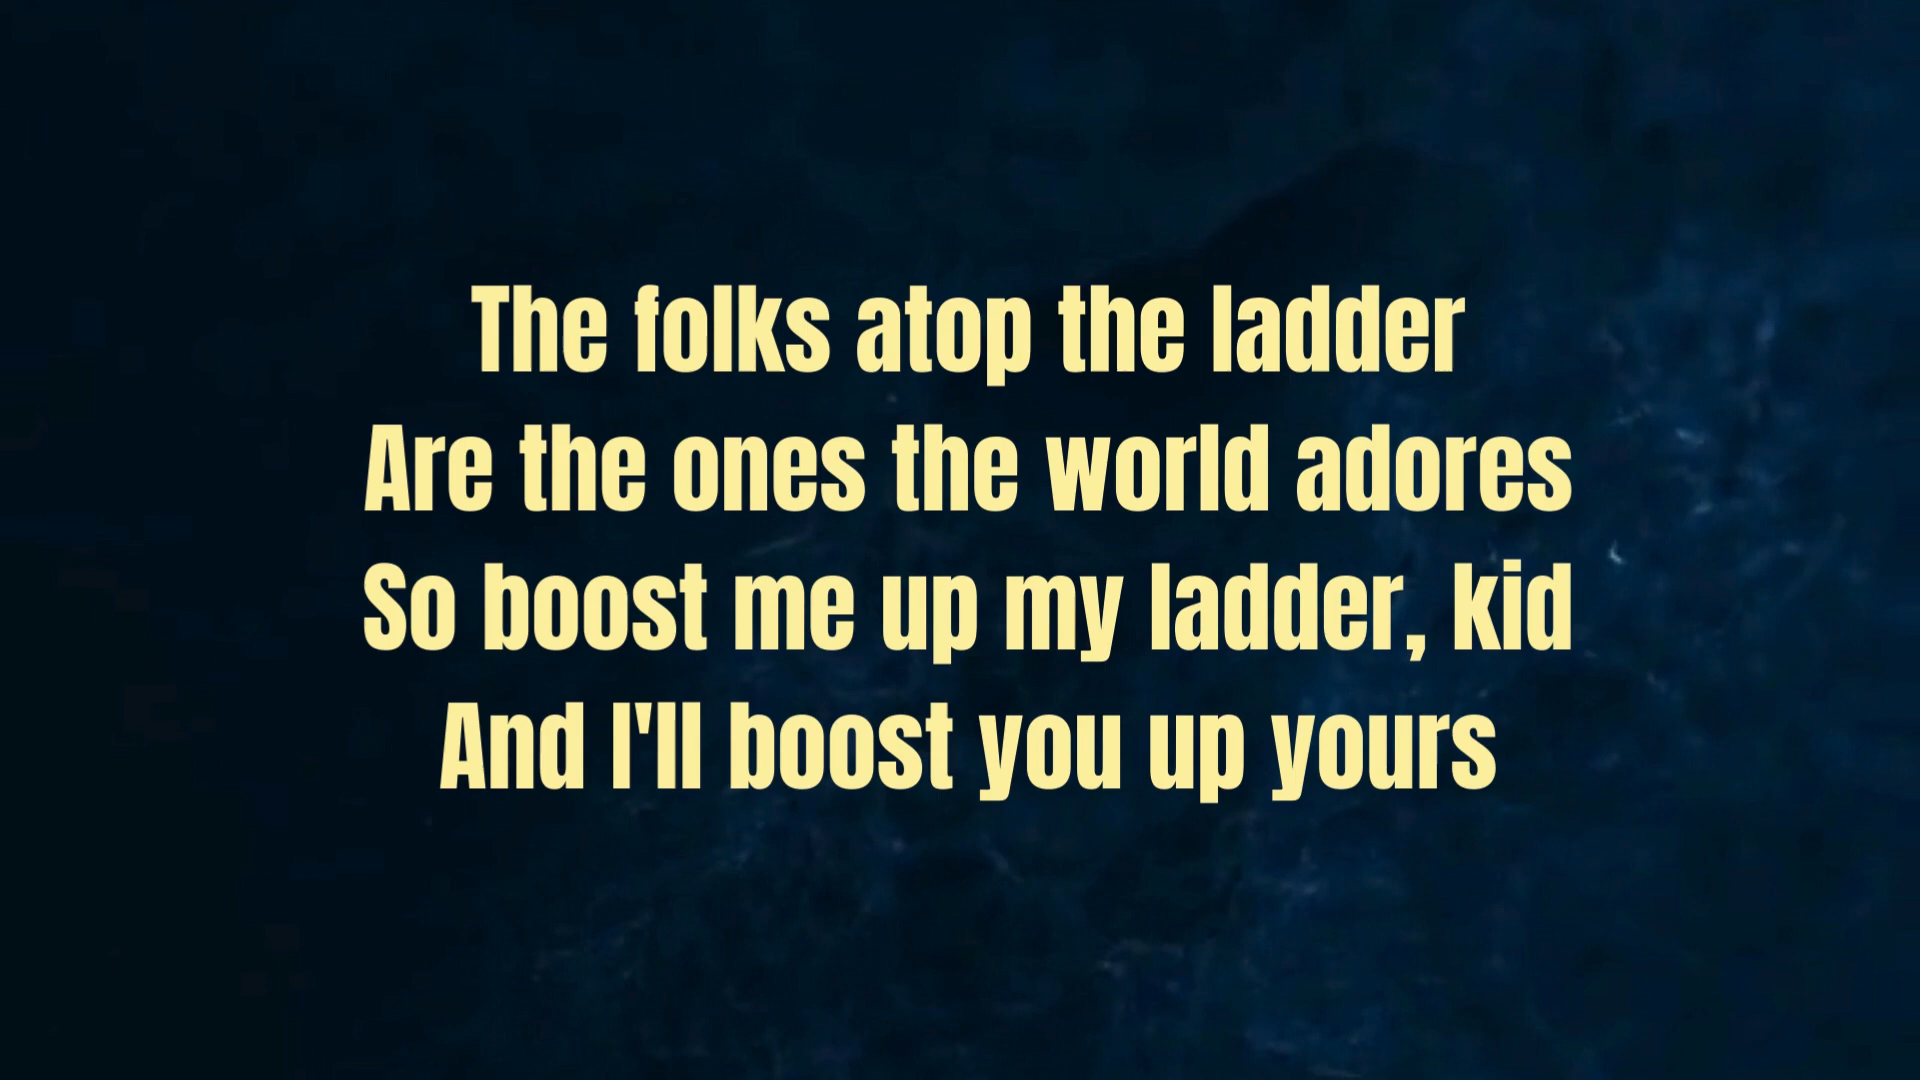 The folks atop the ladder
Are the ones the world adores
So boost me up my ladder, kid
And I'll boost you up yours